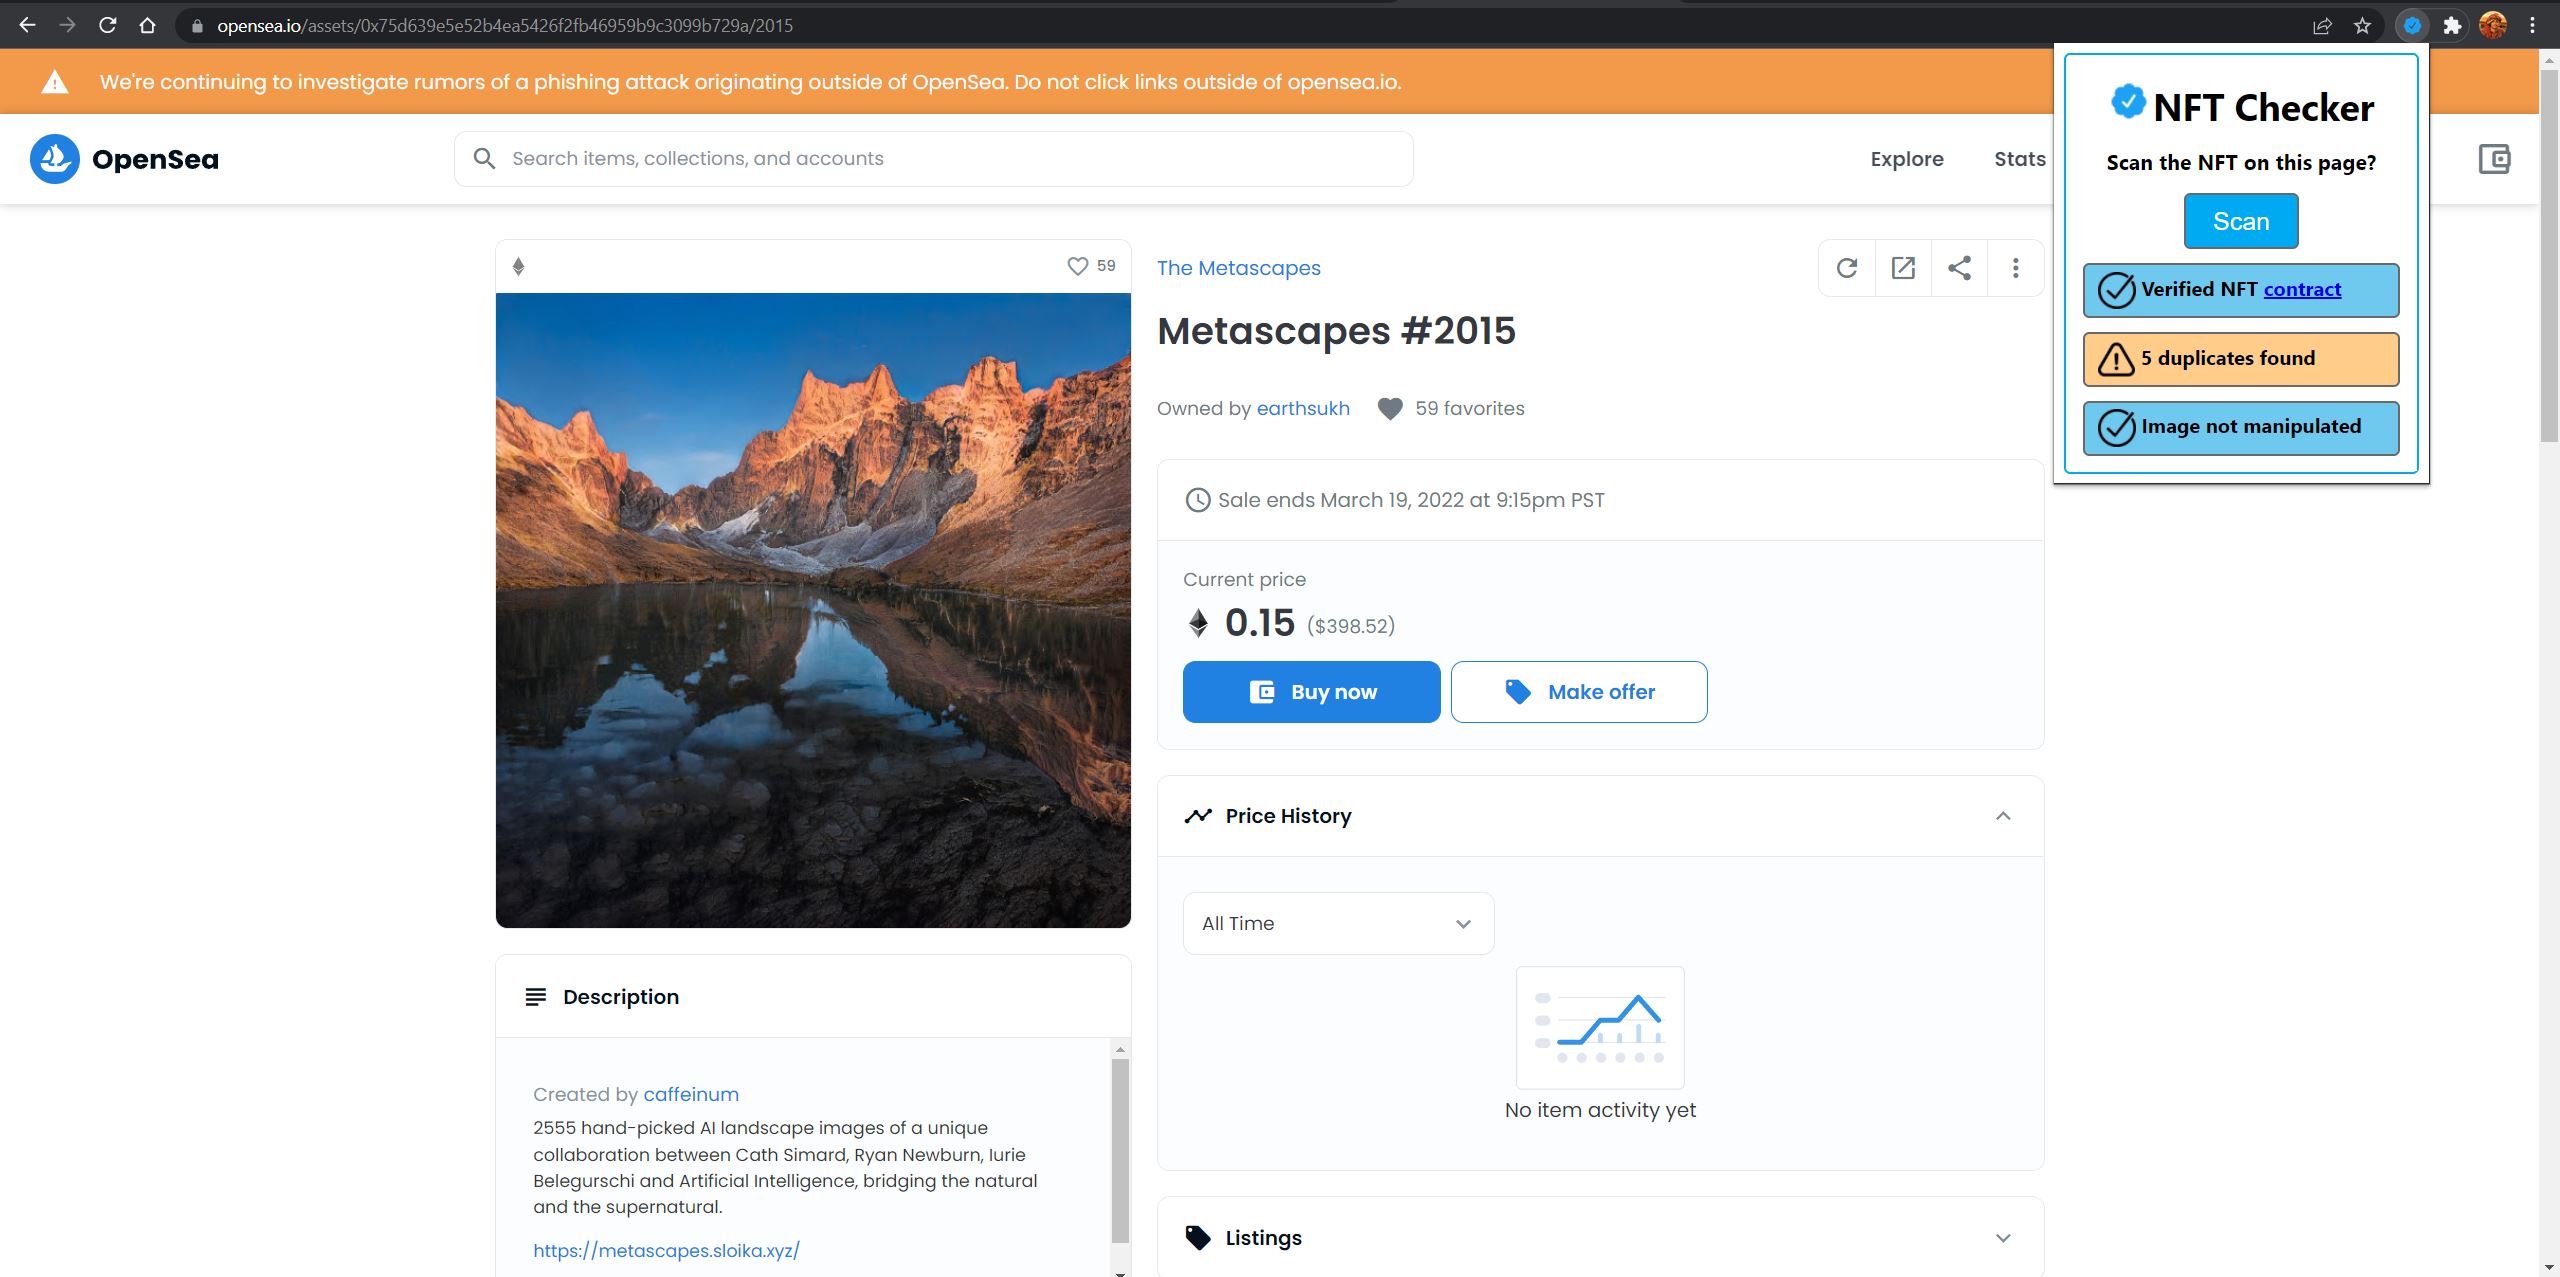 opensea.io/assets/0x75d639e5e52b4ea5426f2fb46959b9c3099b729a/2015
We're continuing to investigate rumors of a phishing attack originating outside of OpenSea. Do not click links outside of opensea.io.
OpenSea
Search items, collections, and accounts
Explore
Stats
NFT Checker
Scan the NFT on this page?
Scan
Verified NFT contract
5 duplicates found
Image not manipulated
59
The Metascapes
Metascapes #2015
Owned by earthsukh
59 favorites
Sale ends March 19, 2022 at 9:15pm PST
Current price
0.15 ($398.52)
Buy now
Make offer
Price History
All Time
No item activity yet
Listings
Description
Created by caffeinum
2555 hand-picked AI landscape images of a unique
collaboration between Cath Simard, Ryan Newburn, Iurie
Belegurschi and Artificial Intelligence, bridging the natural
and the supernatural.
https://metascapes.sloika.xyz/